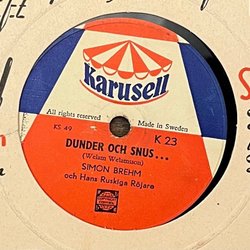 Karusell
All rights reserved
Made in Sweden
KS 49
K 23
DUNDER OCH SNUS...
(Welam Welamsson)
SIMON BREHM
och Hans Ruskiga Röjare